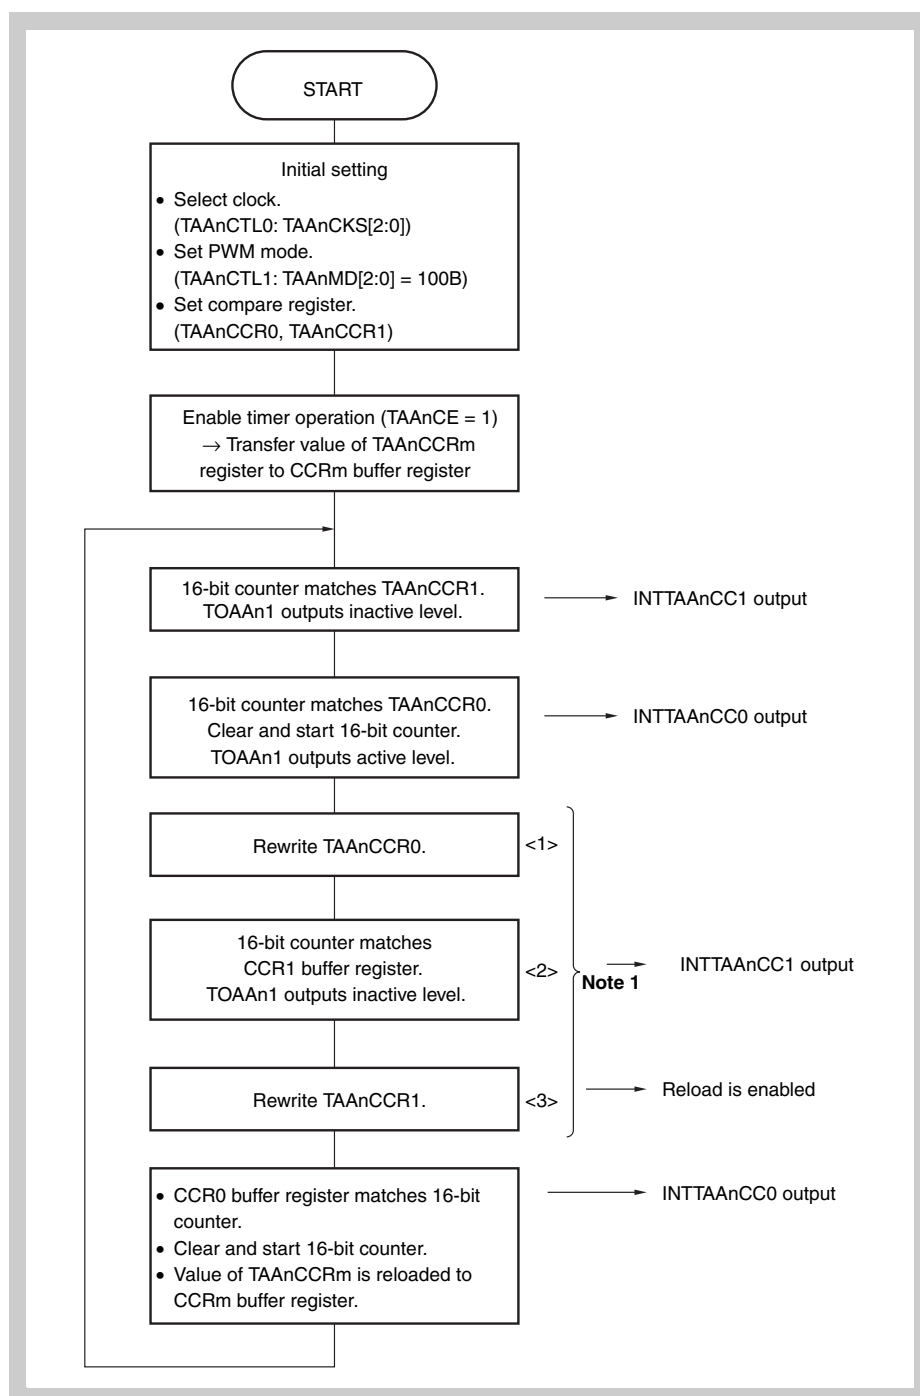 START
Initial setting
• Select clock.
(TAAnCTL0: TAAnCKS[2:0])
• Set PWM mode.
(TAAnCTL1: TAAnMD[2:0] = 100B)
• Set compare register.
(TAAnCCR0, TAAnCCR1)
Enable timer operation (TAAnCE = 1)
→ Transfer value of TAAnCCRm
register to CCRm buffer register
16-bit counter matches TAAnCCR1.
TOAAn1 outputs inactive level.
INTTAAnCC1 output
16-bit counter matches TAAnCCR0.
Clear and start 16-bit counter.
TOAAn1 outputs active level.
INTTAAnCC0 output
Rewrite TAAnCCR0.
<1>
16-bit counter matches
CCR1 buffer register.
TOAAn1 outputs inactive level.
<2>
Note 1
INTTAAnCC1 output
Rewrite TAAnCCR1.
<3>
Reload is enabled
• CCR0 buffer register matches 16-bit
counter.
• Clear and start 16-bit counter.
• Value of TAAnCCRm is reloaded to
CCRm buffer register.
INTTAAnCC0 output